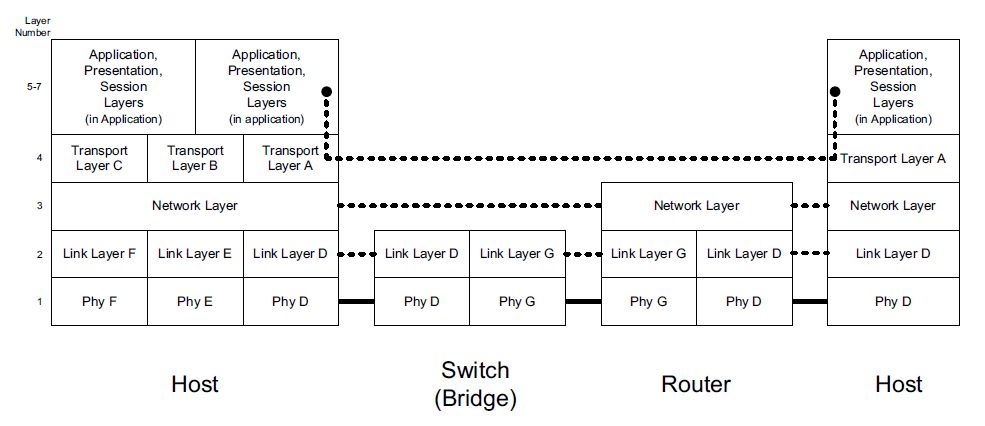 Layer
Number
Application,
Presentation,
Session
Layers
(in Application)
Application,
Presentation,
Session
Layers
(in application)
Application,
Presentation,
Session
Layers
(in Application)
5-7
4
Transport
Layer C
Transport
Layer B
Transport
Layer A
Transport Layer A
3
Network Layer
Network Layer
Network Layer
2
Link Layer F
Link Layer E
Link Layer D
Link Layer D
Link Layer G
Link Layer G
Link Layer D
Link Layer D
1
Phy F
Phy E
Phy D
Phy D
Phy G
Phy G
Phy D
Phy D
Host
Switch
(Bridge)
Router
Host